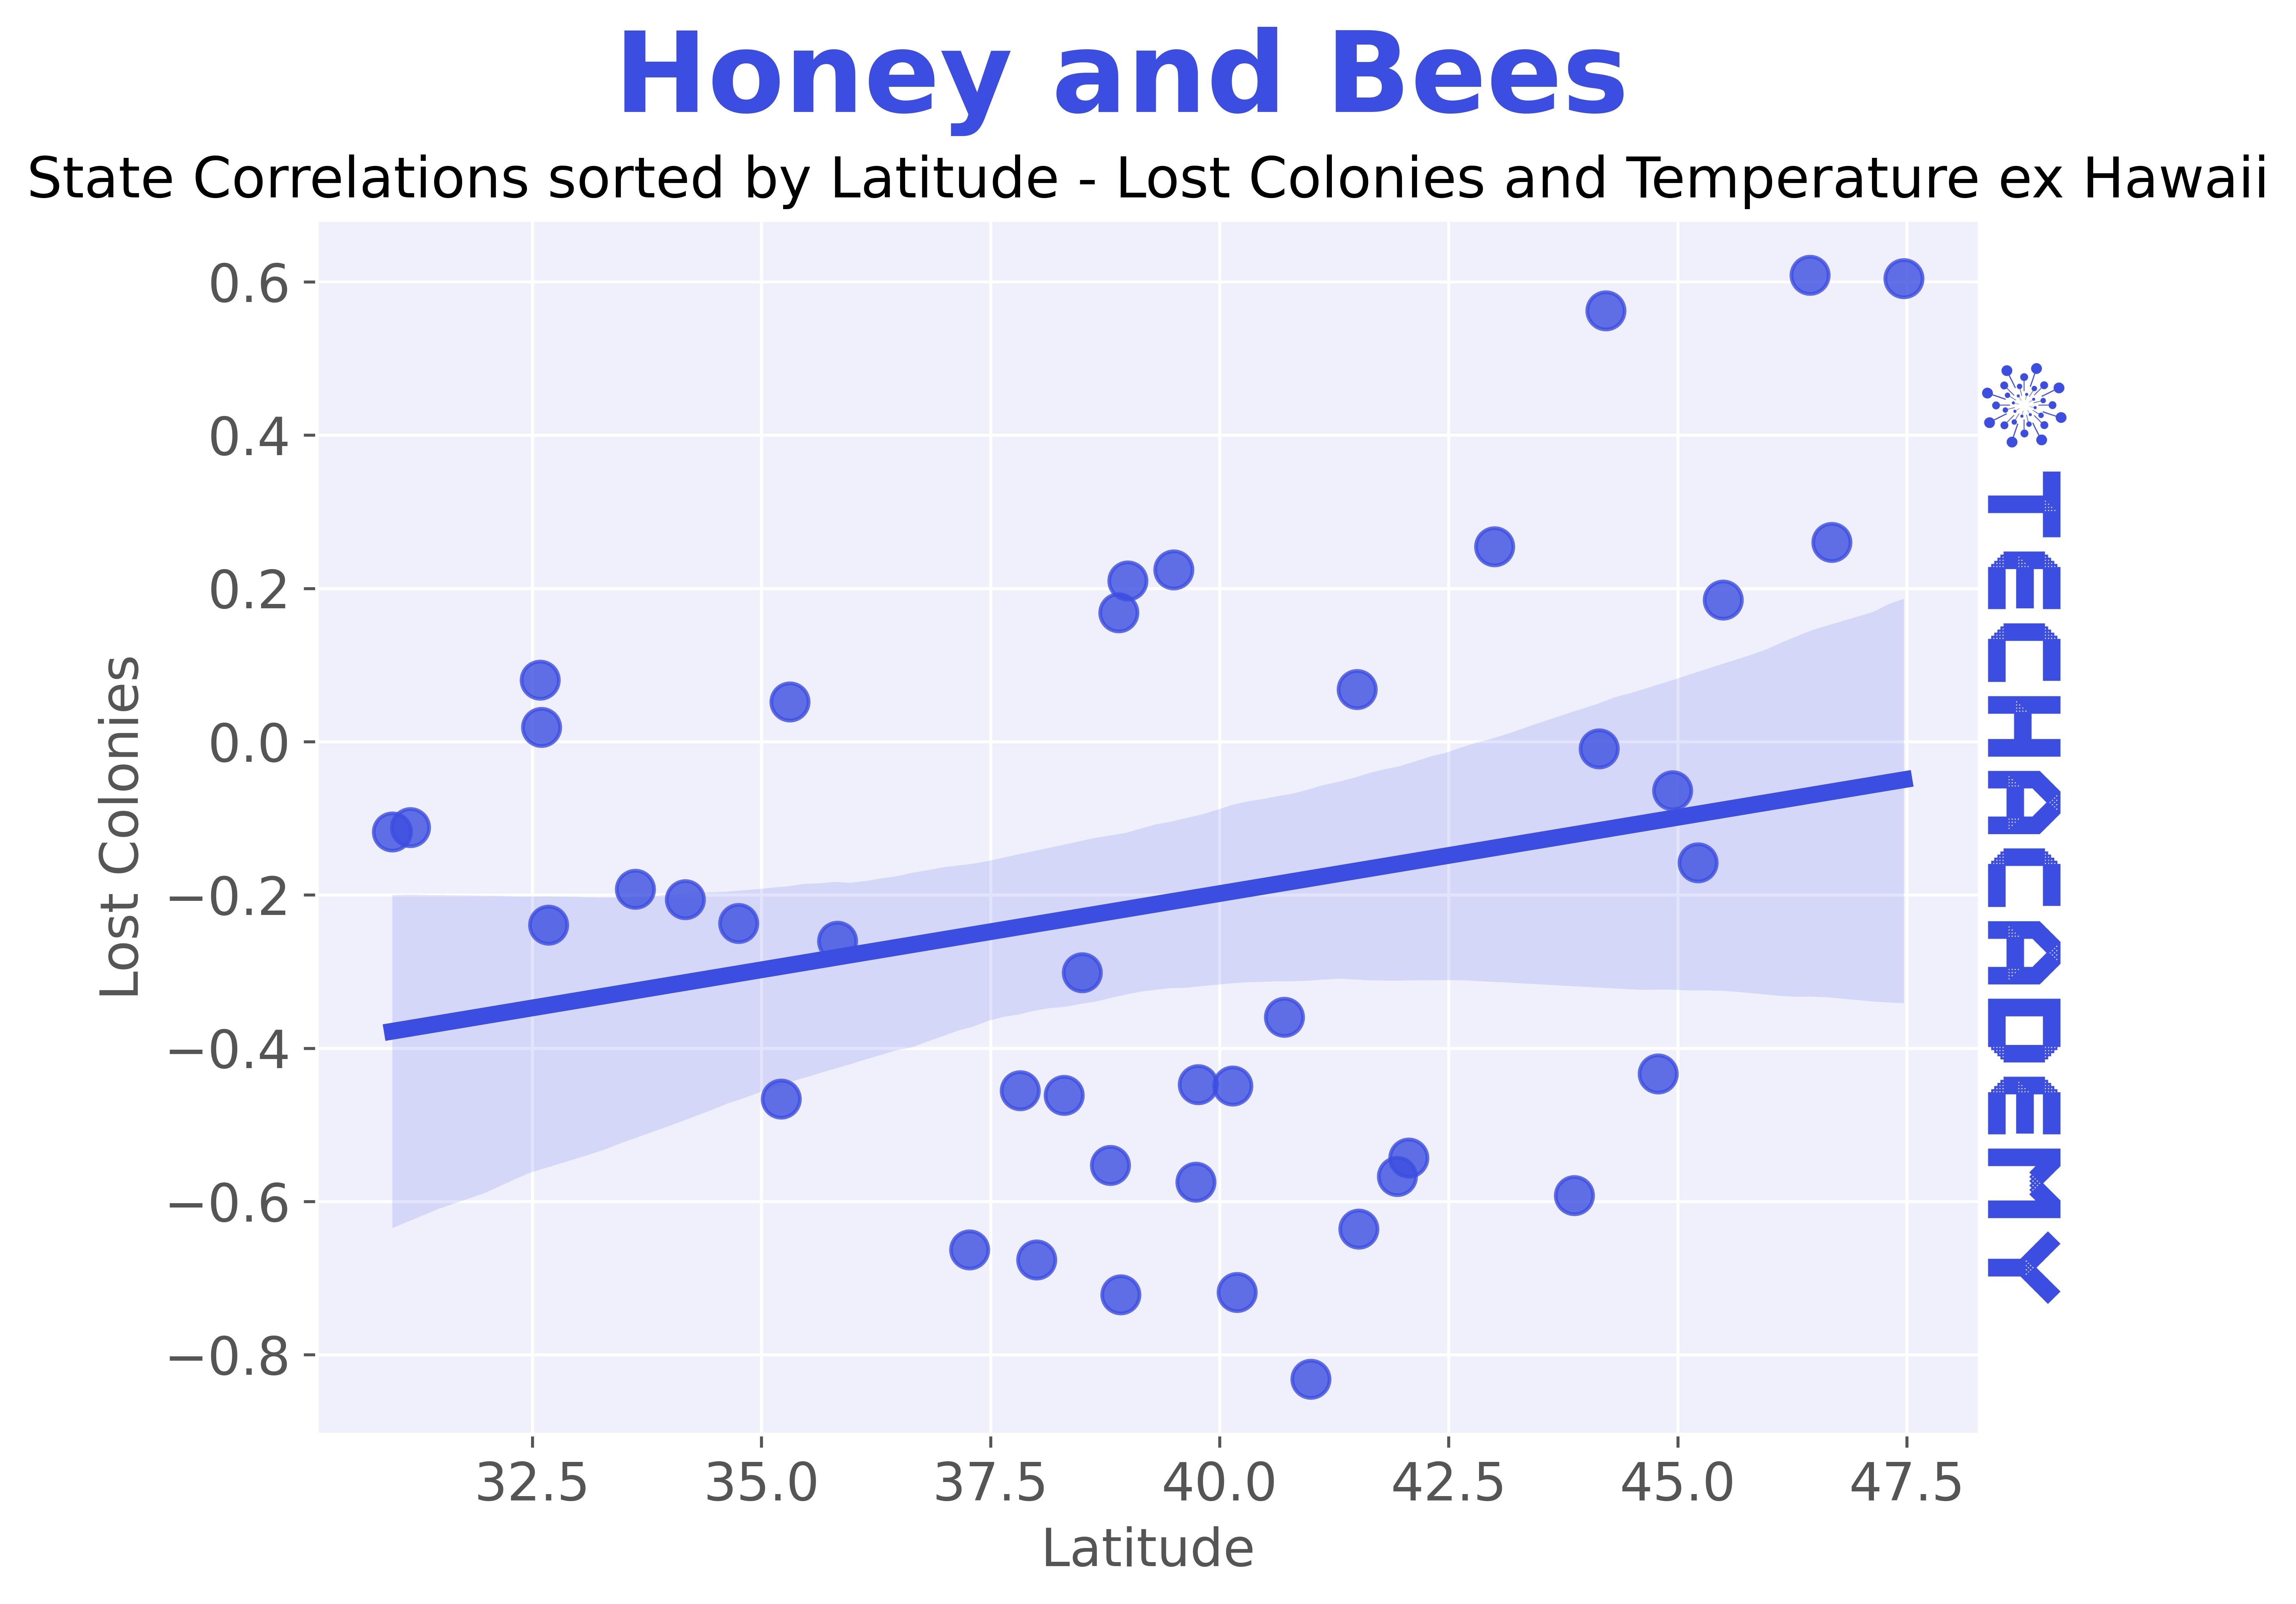 Honey and Bees
State Correlations sorted by Latitude - Lost Colonies and Temperature ex Hawaii
0.6
0.4
0.2
0.0
−0.2
−0.4
−0.6
−0.8
Lost Colonies
32.5 35.0 37.5 40.0 42.5 45.0 47.5
Latitude
TECHACADEMY